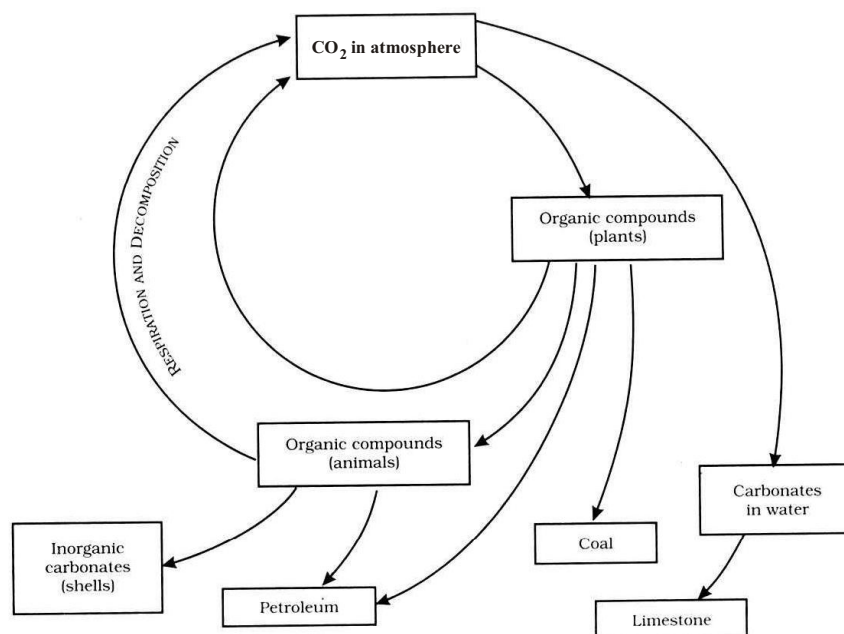 CO₂ in atmosphere
RESPIRATION AND DECOMPOSITION
Organic compounds
(plants)
Organic compounds
(animals)
Carbonates
in water
Inorganic
carbonates
(shells)
Coal
Petroleum
Limestone